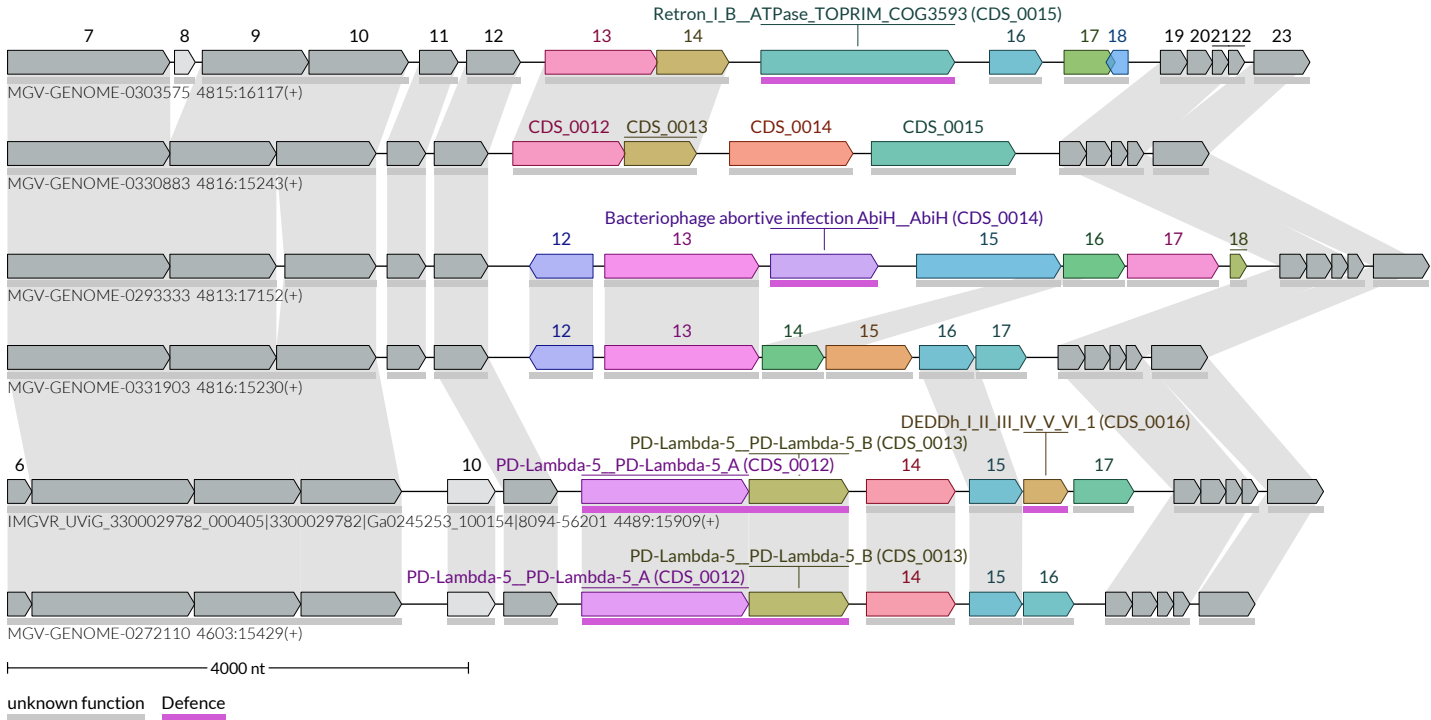 Retron_I_B__ATPase_TOPRIM_COG3593 (CDS_0015)
7 8 9 10 11 12 13 14 16 17 18 19 20 21 22 23
MGV-GENOME-0303575 4815:16117(+)
CDS_0012 CDS_0013 CDS_0014 CDS_0015
MGV-GENOME-0330883 4816:15243(+)
Bacteriophage abortive infection AbiH__AbiH (CDS_0014)
12 13 15 16 17 18
MGV-GENOME-0293333 4813:17152(+)
12 13 14 15 16 17
MGV-GENOME-0331903 4816:15230(+)
DEDDh_I_II_III_IV_V_VI_1 (CDS_0016)
PD-Lambda-5__PD-Lambda-5_B (CDS_0013)
6 10 PD-Lambda-5__PD-Lambda-5_A (CDS_0012) 14 15 17
IMGVR_UViG_3300029782_000405|3300029782|Ga0245253_100154|8094-56201 4489:15909(+)
PD-Lambda-5__PD-Lambda-5_B (CDS_0013)
PD-Lambda-5__PD-Lambda-5_A (CDS_0012) 14 15 16
MGV-GENOME-0272110 4603:15429(+)
4000 nt
unknown function Defence